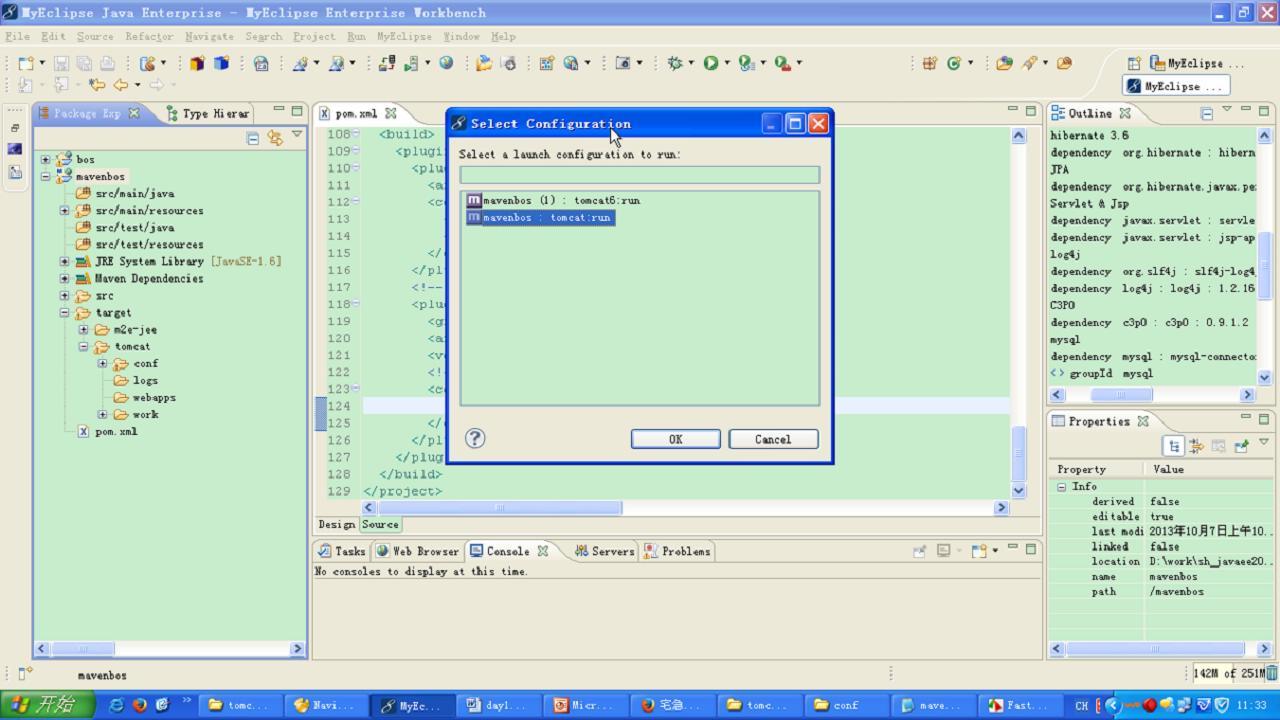 MyEclipse Java Enterprise - MyEclipse Enterprise Workbench
File Edit Source Refactor Navigate Search Project Run MyEclipse Window Help
MyEclipse ...
MyEclipse ...
Package Exp
Type Hierar
bos
mavenbos
src/main/java
src/main/resources
src/test/java
src/test/resources
JRE System Library [JavaSE-1.6]
Maven Dependencies
src
target
m2e-jee
tomcat
conf
logs
webapps
work
pom.xml
pom.xml
108 <build>
109 <plugi
110 <plu
111 <a
112 <c
113
114
115 </
116 </pl
117 <!--
118 <plu
119 <g
120 <a
121 <v
122 <!
123 <c
124
125 </
126 </pl
127 </plug
128 </build>
129 </project>
Design Source
Select Configuration
Select a launch configuration to run:
mavenbos (1) : tomcat6:run
mavenbos : tomcat:run
OK
Cancel
Tasks Web Browser Console Servers Problems
No consoles to display at this time.
Outline
hibernate 3.6
dependency org.hibernate : hibern
JPA
dependency org.hibernate.javax.pe
Servlet & Jsp
dependency javax.servlet : servle
dependency javax.servlet : jsp-ap
log4j
dependency org.slf4j : slf4j-log4
dependency log4j : log4j : 1.2.16
C3P0
dependency c3p0 : c3p0 : 0.9.1.2
mysql
dependency mysql : mysql-connecto
<> groupId mysql
Properties
Property Value
Info
derived false
editable true
last modi 2013年10月7日上午10...
linked false
location D:\work\sh_javaee20...
name mavenbos
path /mavenbos
mavenbos
142M of 251M
开始
tomc...
Navi...
MyEc...
day1...
Micr...
宅急...
tomc...
conf
mave...
Fast...
CH
11:33